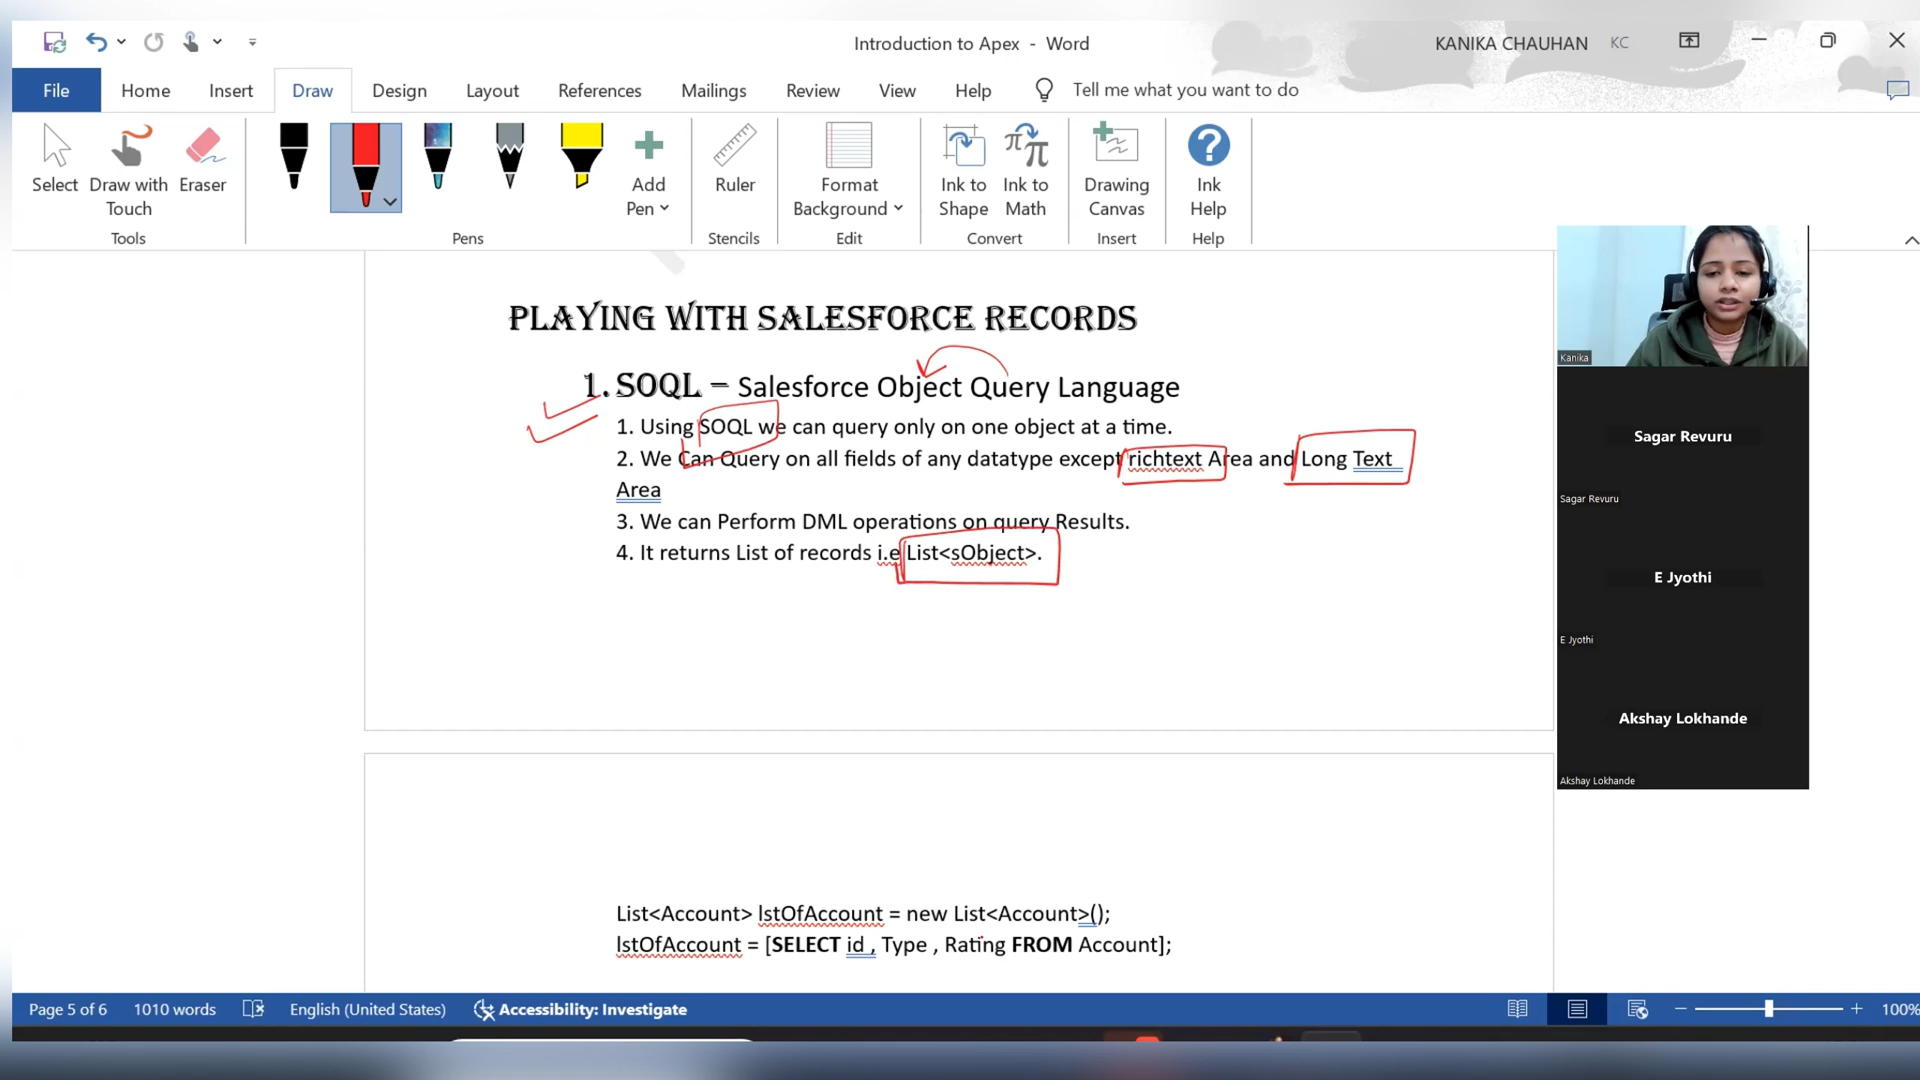 Introduction to Apex - Word
KANIKA CHAUHAN KC
File Home Insert Draw Design Layout References Mailings Review View Help Tell me what you want to do
Select
Draw with Touch
Eraser
Add Pen
Ruler
Format Background
Ink to Shape
Ink to Math
Drawing Canvas
Ink Help
Tools Pens Stencils Edit Convert Insert Help
PLAYING WITH SALESFORCE RECORDS
1. SOQL – Salesforce Object Query Language
1. Using SOQL we can query only on one object at a time.
2. We Can Query on all fields of any datatype except richtext Area and Long Text
Area
3. We can Perform DML operations on query Results.
4. It returns List of records i.e List<sObject>.
List<Account> lstOfAccount = new List<Account>();
lstOfAccount = [SELECT id , Type , Rating FROM Account];
Kanika
Sagar Revuru
Sagar Revuru
E Jyothi
E Jyothi
Akshay Lokhande
Akshay Lokhande
Page 5 of 6 1010 words English (United States) Accessibility: Investigate 100%